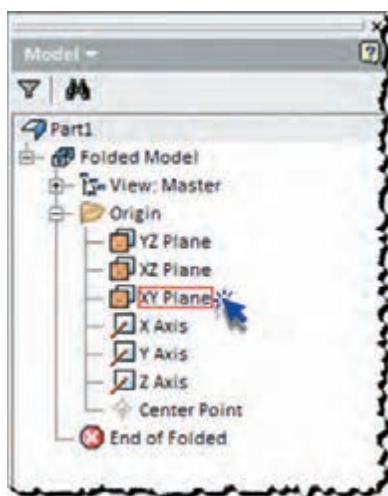 Model
Part1
Folded Model
View: Master
Origin
YZ Plane
XZ Plane
XY Plane
X Axis
Y Axis
Z Axis
Center Point
End of Folded